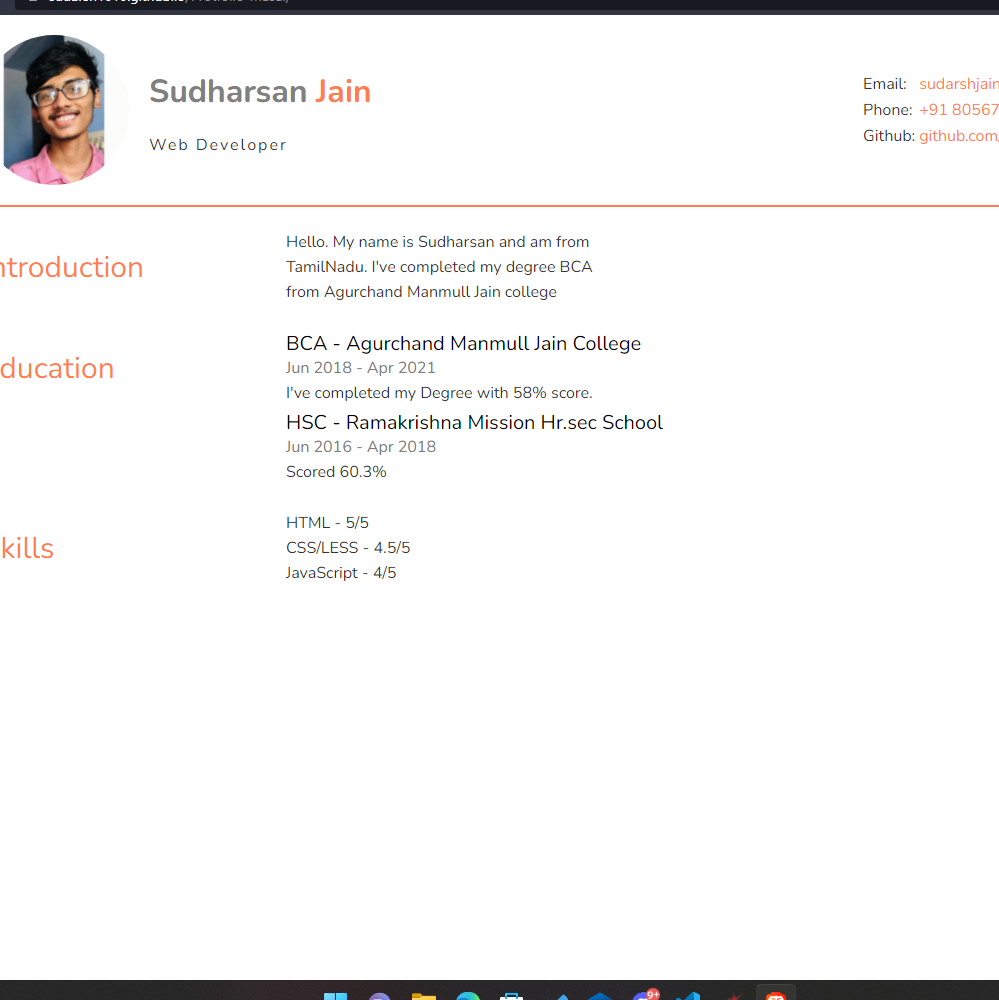 Sudharsan Jain
Web Developer
Email: sudarshjain
Phone: +91 80567
Github: github.com/
ntroduction
Hello. My name is Sudharsan and am from
TamilNadu. I've completed my degree BCA
from Agurchand Manmull Jain college
ducation
BCA - Agurchand Manmull Jain College
Jun 2018 - Apr 2021
I've completed my Degree with 58% score.
HSC - Ramakrishna Mission Hr.sec School
Jun 2016 - Apr 2018
Scored 60.3%
kills
HTML - 5/5
CSS/LESS - 4.5/5
JavaScript - 4/5
9+